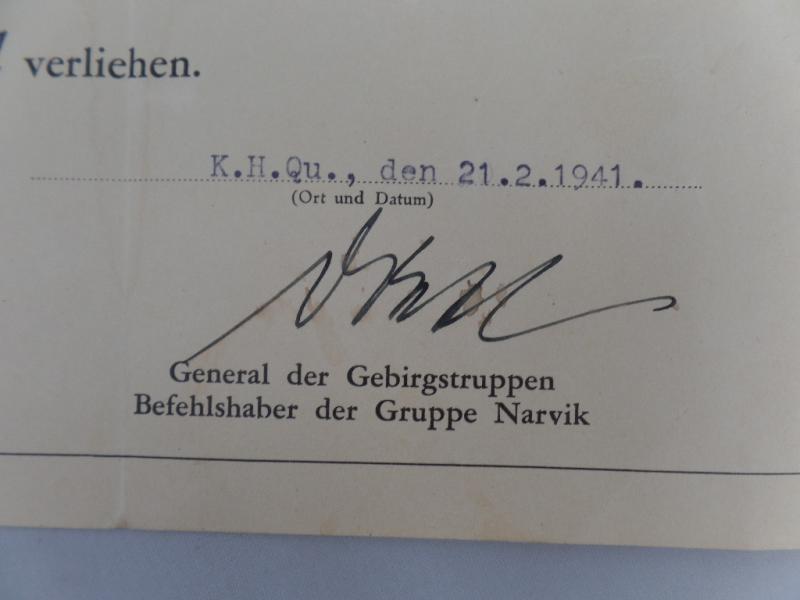 verliehen.
K.H.Qu., den 21.2.1941.
(Ort und Datum)
General der Gebirgstruppen
Befehlshaber der Gruppe Narvik